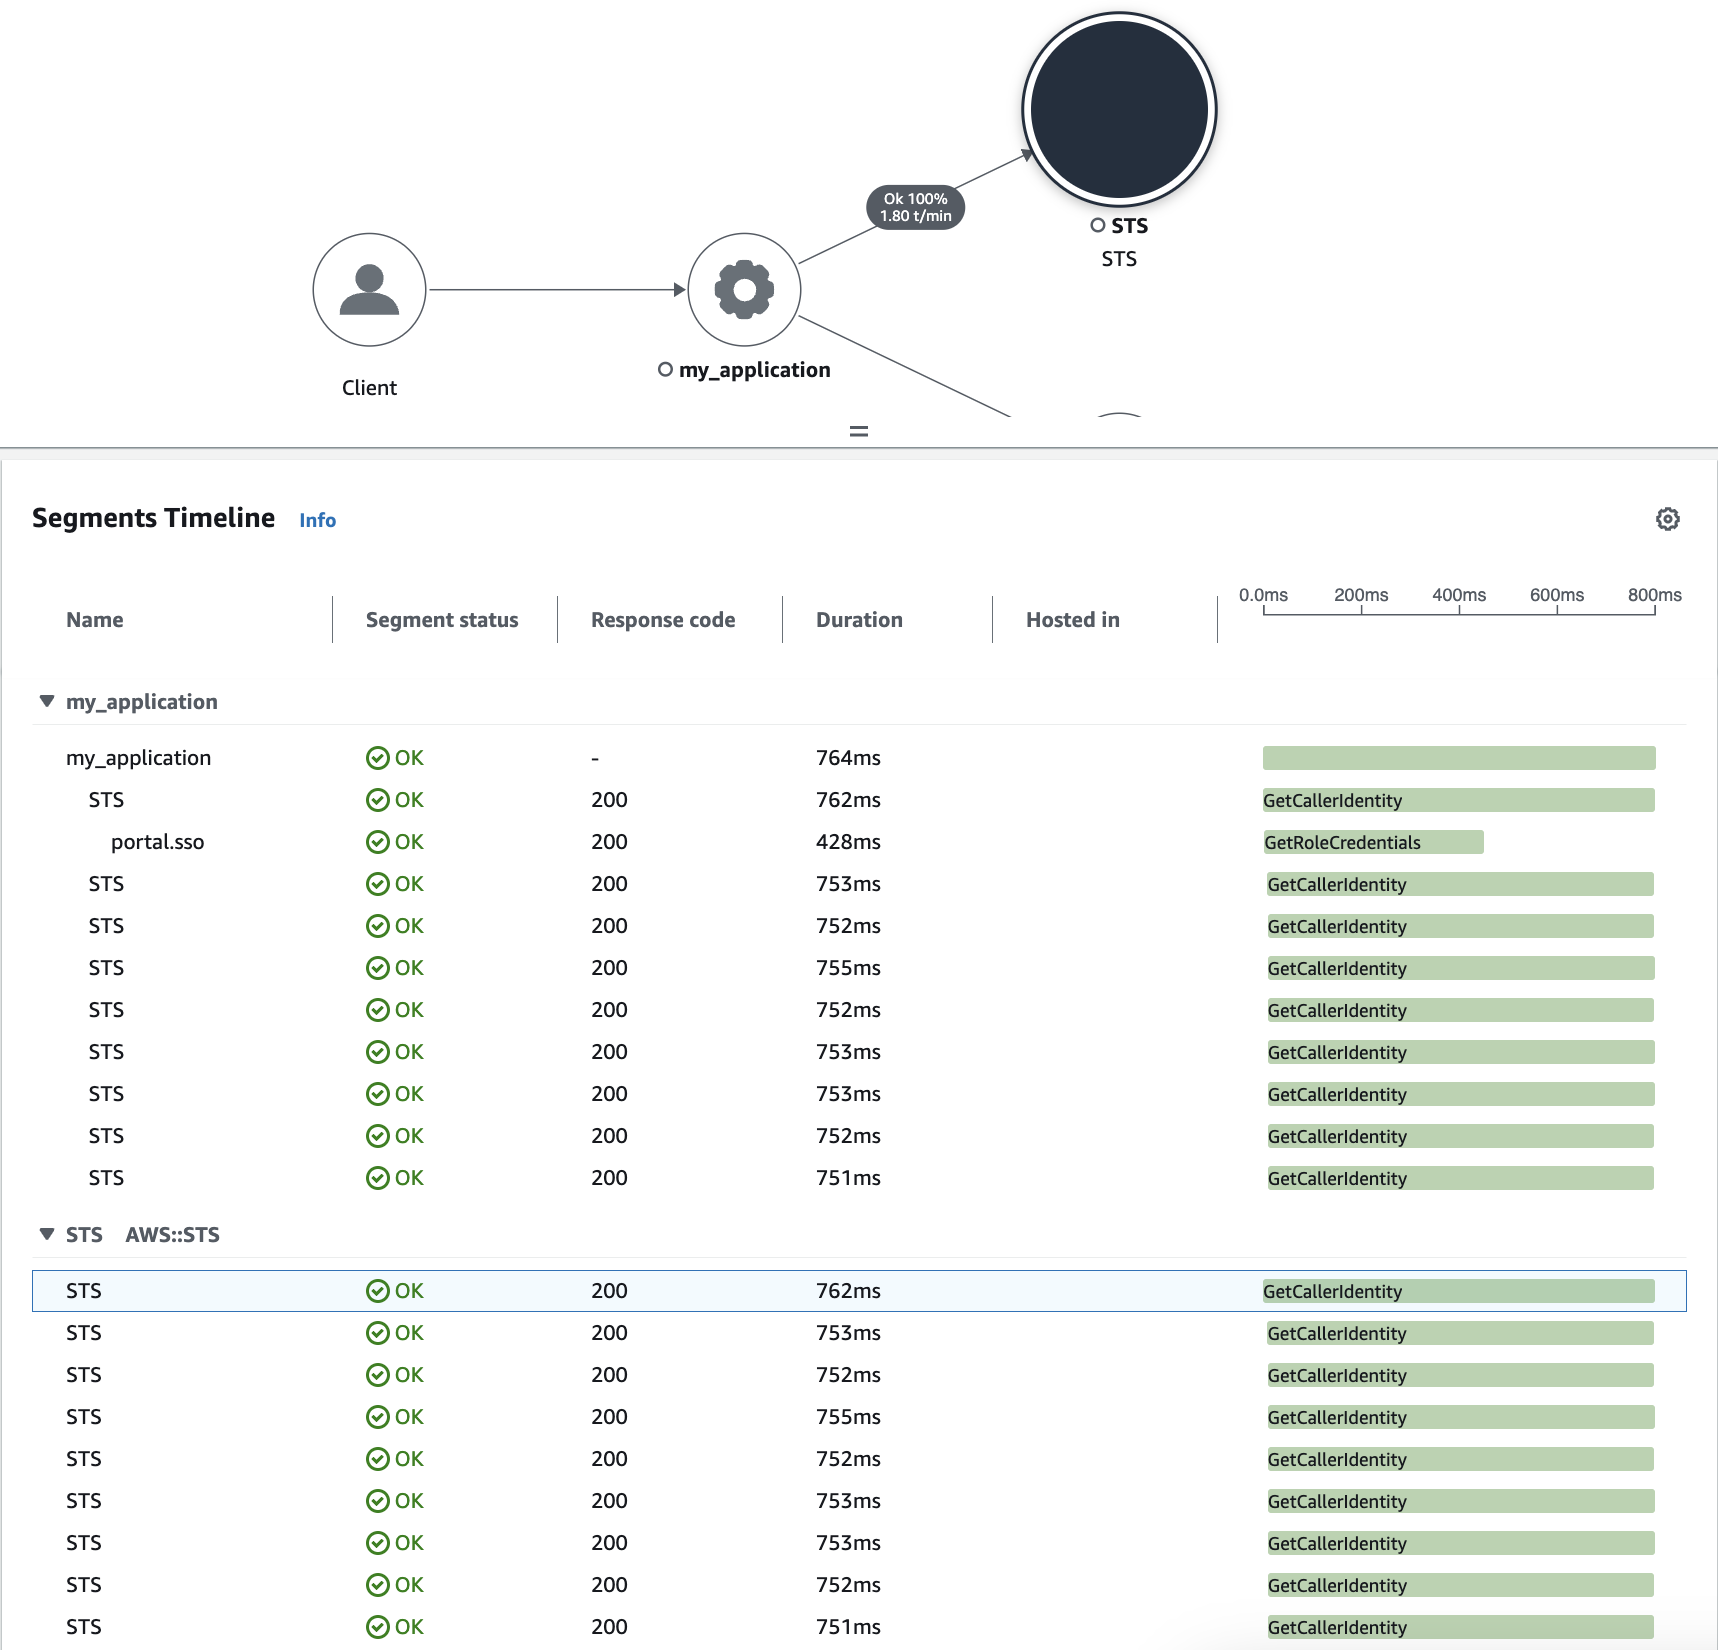 Ok 100%
1.80 t/min
STS
STS
my_application
Client
Segments Timeline Info
0.0ms 200ms 400ms 600ms 800ms
Name Segment status Response code Duration Hosted in
my_application
my_application OK - 764ms
STS OK 200 762ms GetCallerIdentity
portal.sso OK 200 428ms GetRoleCredentials
STS OK 200 753ms GetCallerIdentity
STS OK 200 752ms GetCallerIdentity
STS OK 200 755ms GetCallerIdentity
STS OK 200 752ms GetCallerIdentity
STS OK 200 753ms GetCallerIdentity
STS OK 200 753ms GetCallerIdentity
STS OK 200 752ms GetCallerIdentity
STS OK 200 751ms GetCallerIdentity
STS AWS::STS
STS OK 200 762ms GetCallerIdentity
STS OK 200 753ms GetCallerIdentity
STS OK 200 752ms GetCallerIdentity
STS OK 200 755ms GetCallerIdentity
STS OK 200 752ms GetCallerIdentity
STS OK 200 753ms GetCallerIdentity
STS OK 200 753ms GetCallerIdentity
STS OK 200 752ms GetCallerIdentity
STS OK 200 751ms GetCallerIdentity